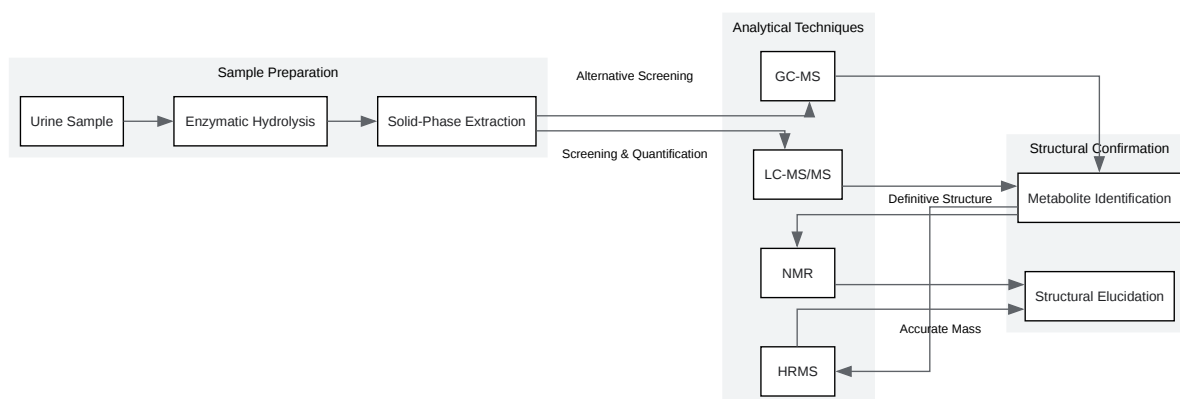 Analytical Techniques
Sample Preparation
Urine Sample
Enzymatic Hydrolysis
Solid-Phase Extraction
Alternative Screening
Screening & Quantification
GC-MS
LC-MS/MS
NMR
HRMS
Definitive Structure
Accurate Mass
Structural Confirmation
Metabolite Identification
Structural Elucidation